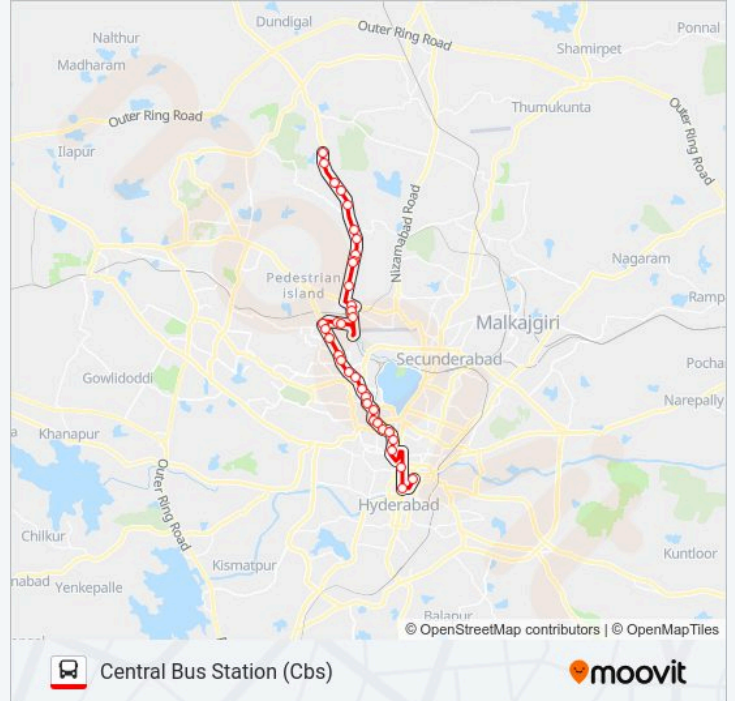 Dundigal
Ponnal
Nalthur
Outer Ring Road
Shamirpet
Madharam
Thumukunta
Outer Ring Road
Outer Ring Road
Ilapur
Nizamabad Road
Nagaram
Pedestrian
island
Ramp
Malkajgiri
Secunderabad
Pocha
Gowlidoddi
Narepally
a
Khanapur
Outer Ring Road
Hyderabad
Chilkur
Kuntloor
Kismatpur
nabad
Yenkepalle
Balapur
© OpenStreetMap contributors | © OpenMapTiles
Central Bus Station (Cbs)
moovit